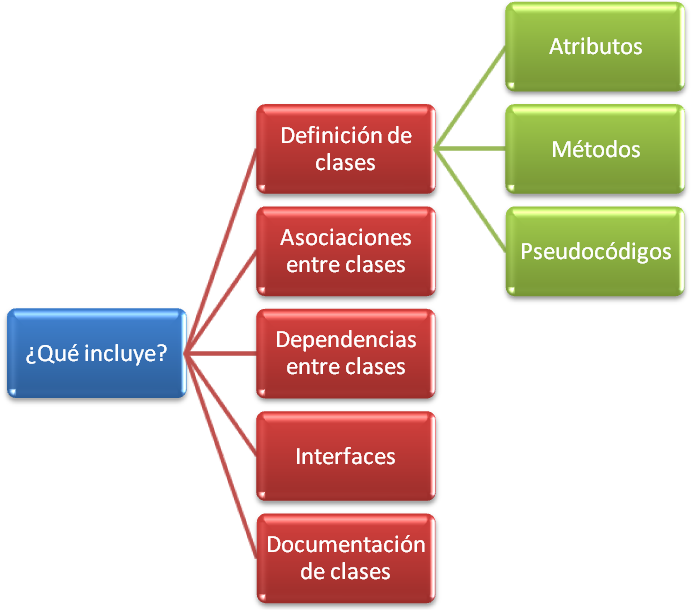 ¿Qué incluye?
Definición de
clases
Atributos
Métodos
Pseudocódigos
Asociaciones
entre clases
Dependencias
entre clases
Interfaces
Documentación
de clases